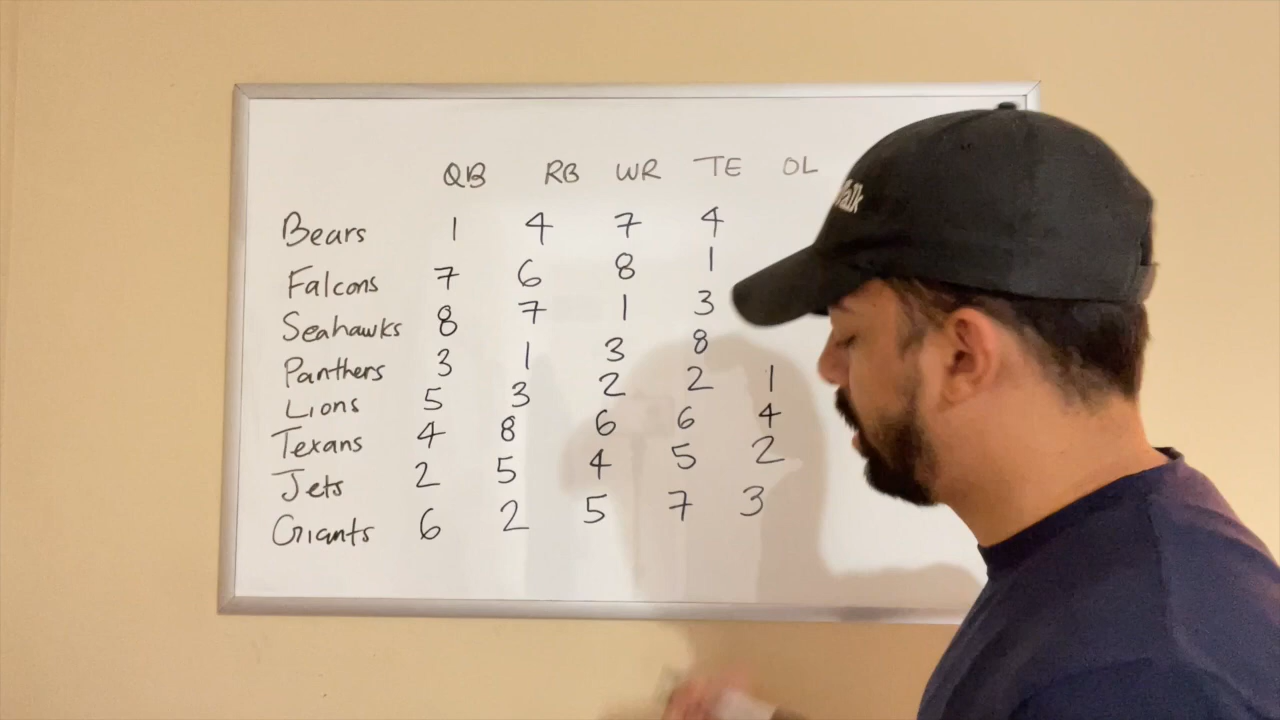 QB RB WR TE OL
Bears 1 4 7 4
Falcons 7 6 8 1
Seahawks 8 7 1 3
Panthers 3 1 3 8
Lions 5 3 2 2 1
Texans 4 8 6 6 4
Jets 2 5 4 5 2
Giants 6 2 5 7 3